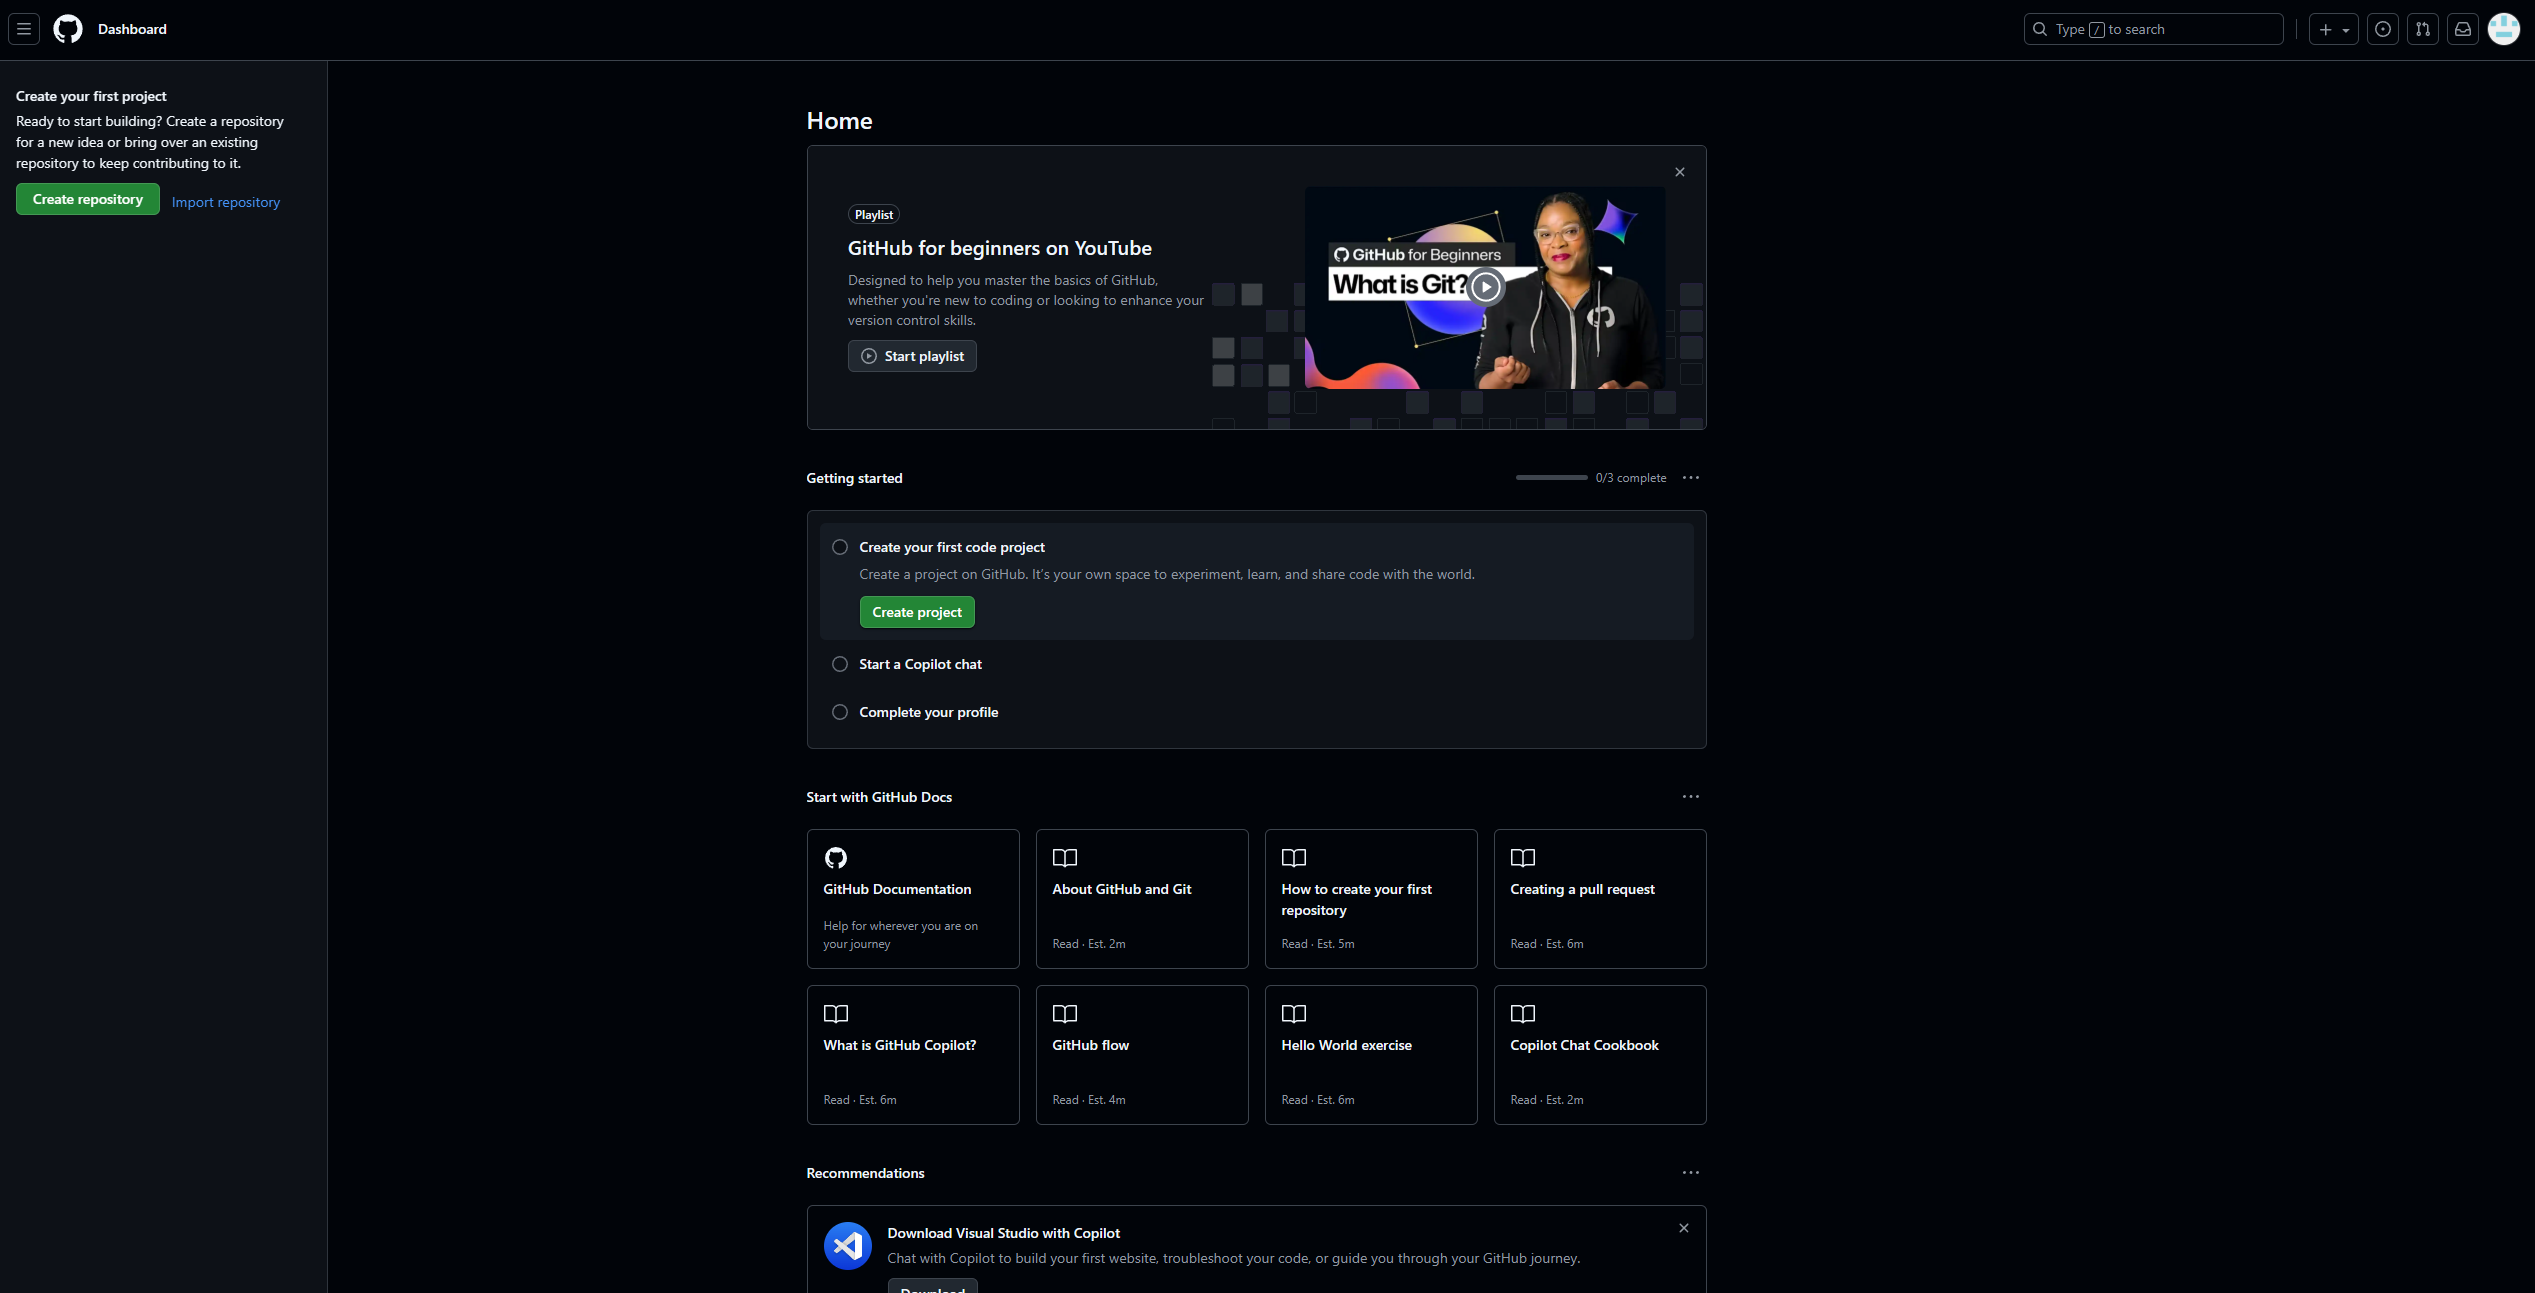 Dashboard
Type / to search
Create your first project
Ready to start building? Create a repository
for a new idea or bring over an existing
repository to keep contributing to it.
Create repository
Import repository
Home
Playlist
GitHub for beginners on YouTube
Designed to help you master the basics of GitHub,
whether you're new to coding or looking to enhance your
version control skills.
Start playlist
GitHub for Beginners
What is Git?
Getting started
0/3 complete
Create your first code project
Create a project on GitHub. It's your own space to experiment, learn, and share code with the world.
Create project
Start a Copilot chat
Complete your profile
Start with GitHub Docs
GitHub Documentation
Help for wherever you are on
your journey
About GitHub and Git
Read · Est. 2m
How to create your first
repository
Read · Est. 5m
Creating a pull request
Read · Est. 6m
What is GitHub Copilot?
Read · Est. 6m
GitHub flow
Read · Est. 4m
Hello World exercise
Read · Est. 6m
Copilot Chat Cookbook
Read · Est. 2m
Recommendations
Download Visual Studio with Copilot
Chat with Copilot to build your first website, troubleshoot your code, or guide you through your GitHub journey.
Download